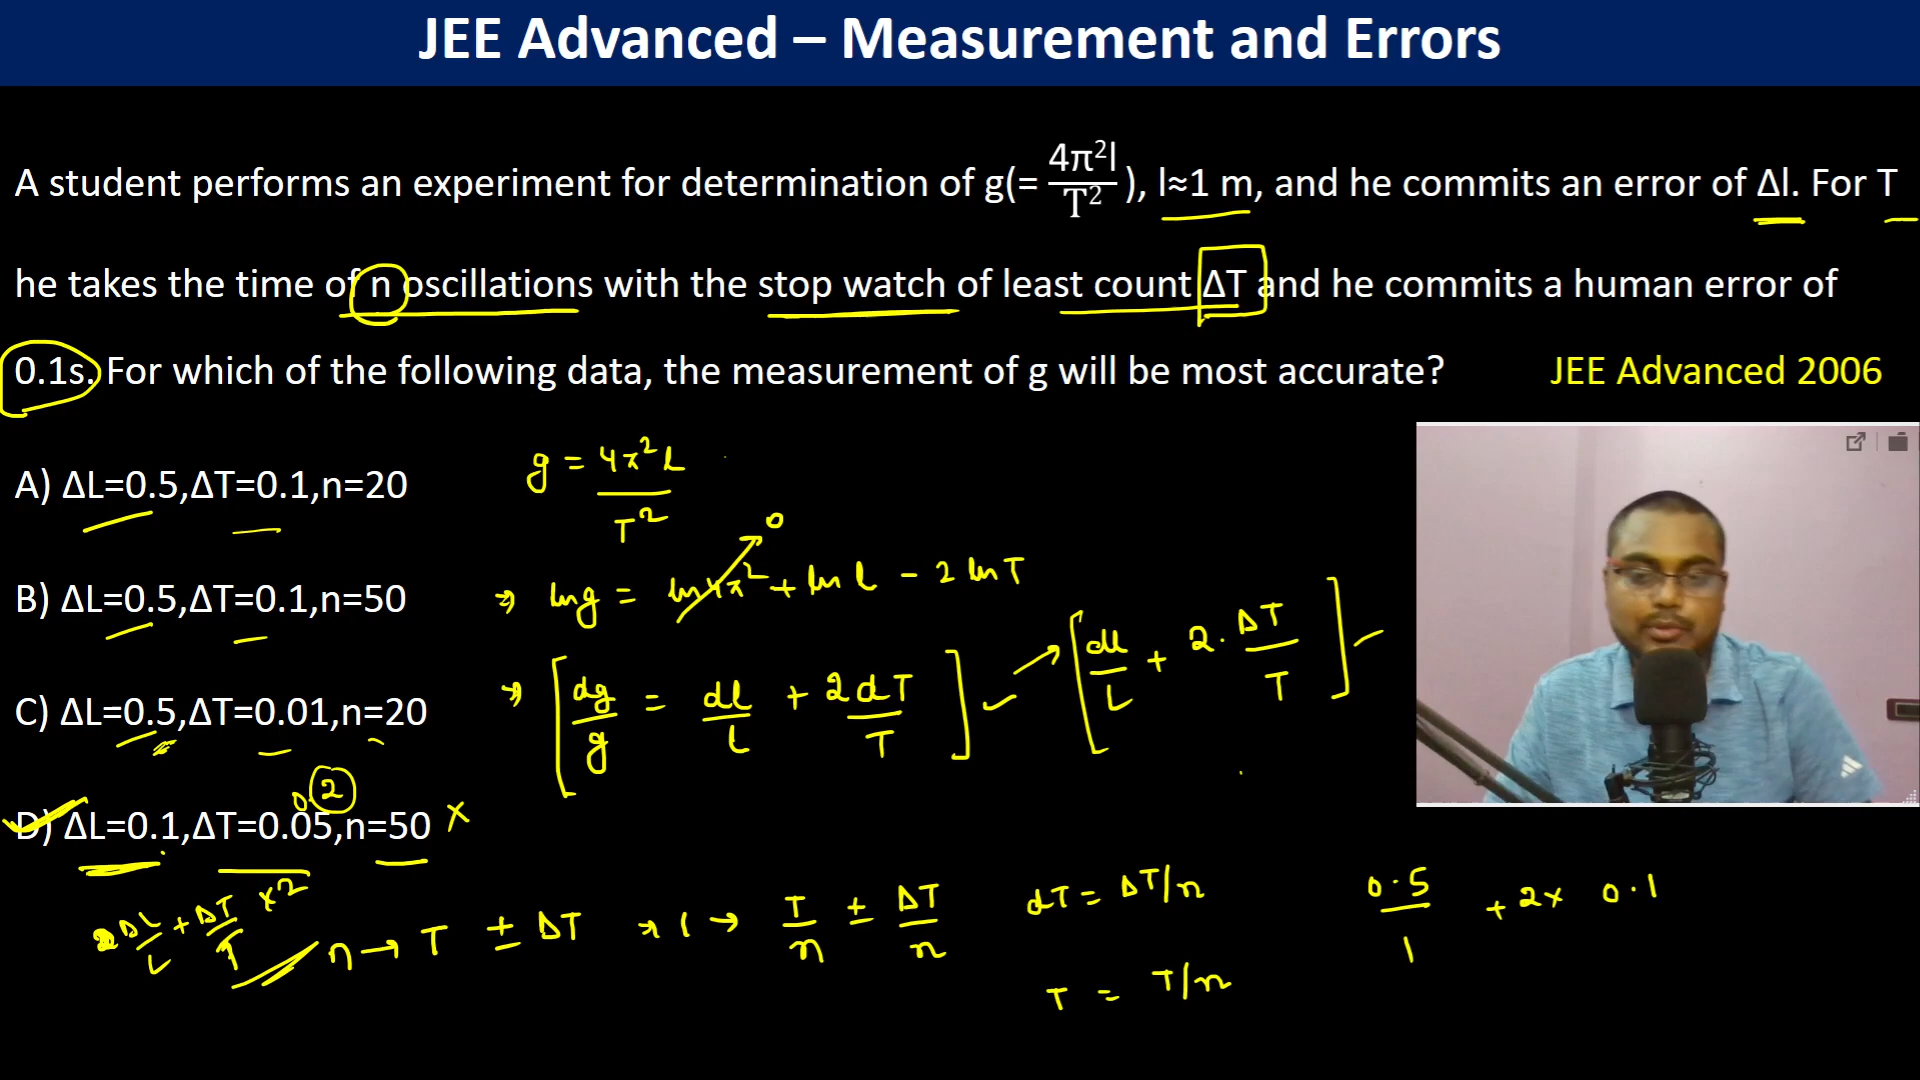 JEE Advanced – Measurement and Errors
A student performs an experiment for determination of g(= 4π²l / T² ), l≈1 m, and he commits an error of Δl. For T
he takes the time of n oscillations with the stop watch of least count ΔT and he commits a human error of
0.1s. For which of the following data, the measurement of g will be most accurate? JEE Advanced 2006
A) ΔL=0.5,ΔT=0.1,n=20
g = 4π²L / T²
B) ΔL=0.5,ΔT=0.1,n=50
⇒ ln g = ln 4π² + ln l - 2 ln T
0
C) ΔL=0.5,ΔT=0.01,n=20
⇒ [ dg/g = dl/l + 2dT/T ] → [ dl/L + 2. ΔT/T ]
0.2
D) ΔL=0.1,ΔT=0.05,n=50 x
ΔL/L + ΔT/T x2
n → T ± ΔT → 1 → T/n ± ΔT/n
dT = ΔT/n
T = T/n
0.5/1 + 2x 0.1